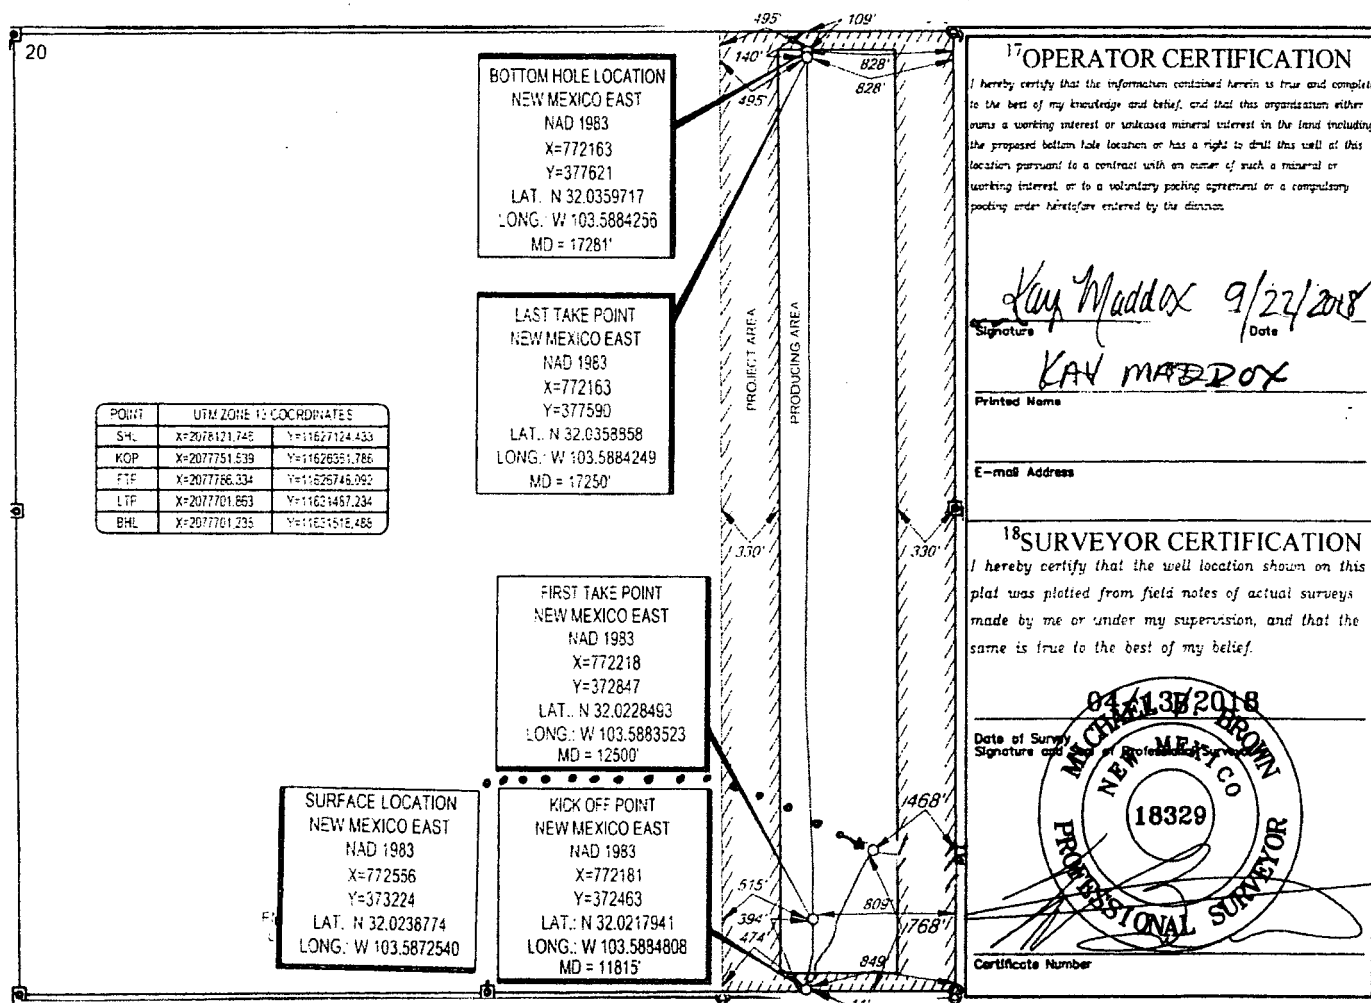 20
495'
109'
140'
828'
495'
828'
BOTTOM HOLE LOCATION
NEW MEXICO EAST
NAD 1983
X=772163
Y=377621
LAT. N 32.0359717
LONG.: W 103.5884256
MD = 17281'
LAST TAKE POINT
NEW MEXICO EAST
NAD 1983
X=772163
Y=377590
LAT.. N 32.0358858
LONG.: W 103.5884249
MD = 17250'
PROJECT AREA
PRODUCING AREA
330'
330'
POINT UTM ZONE 13 COORDINATES
SHL X=2078121.746 Y=11627124.433
KOP X=2077751.539 Y=11626361.786
FTP X=2077786.334 Y=11626746.092
LTP X=2077701.863 Y=11631487.234
BHL X=2077701.235 Y=11631518.488
FIRST TAKE POINT
NEW MEXICO EAST
NAD 1983
X=772218
Y=372847
LAT.. N 32.0228493
LONG.: W 103.5883523
MD = 12500'
SURFACE LOCATION
NEW MEXICO EAST
NAD 1983
X=772556
Y=373224
LAT. N 32.0238774
LONG.: W 103.5872540
KICK OFF POINT
NEW MEXICO EAST
NAD 1983
X=772181
Y=372463
LAT.: N 32.0217941
LONG.: W 103.5884808
MD = 11815'
468'
515'
394'
809'
474'
768'
849'
17 OPERATOR CERTIFICATION
I hereby certify that the information contained herein is true and complete
to the best of my knowledge and belief, and that this organization either
owns a working interest or unleased mineral interest in the land including
the proposed bottom hole location or has a right to drill this well at this
location pursuant to a contract with an owner of such a mineral or
working interest, or to a voluntary pooling agreement or a compulsory
pooling order heretofore entered by the division.
Kay Maddox 9/22/2018
Signature Date
KAY MADDOX
Printed Name
E-mail Address
18 SURVEYOR CERTIFICATION
I hereby certify that the well location shown on this
plat was plotted from field notes of actual surveys
made by me or under my supervision, and that the
same is true to the best of my belief.
04/13/2018
Date of Survey
Signature and Seal of Professional Surveyor
MICHAEL B. BROWN
NEW MEXICO
18329
PROFESSIONAL SURVEYOR
Certificate Number